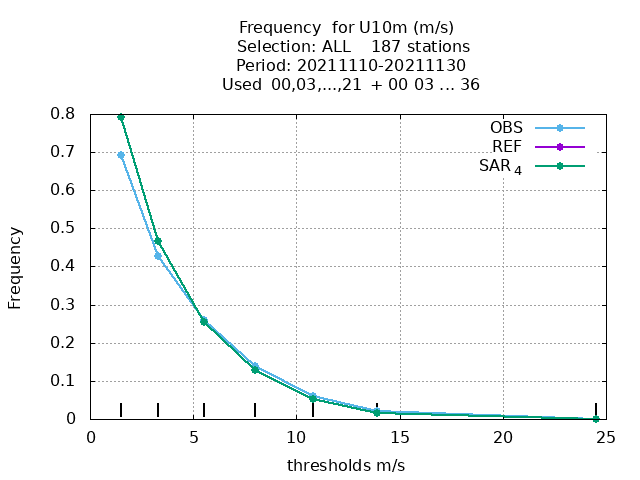 Frequency  for U10m (m/s)
Selection: ALL    187 stations
Period: 20211110-20211130
Used  00,03,...,21  + 00 03 ... 36
OBS
REF
SAR 4
0.8
0.7
0.6
0.5
0.4
0.3
0.2
0.1
0
Frequency
0 5 10 15 20 25
thresholds m/s